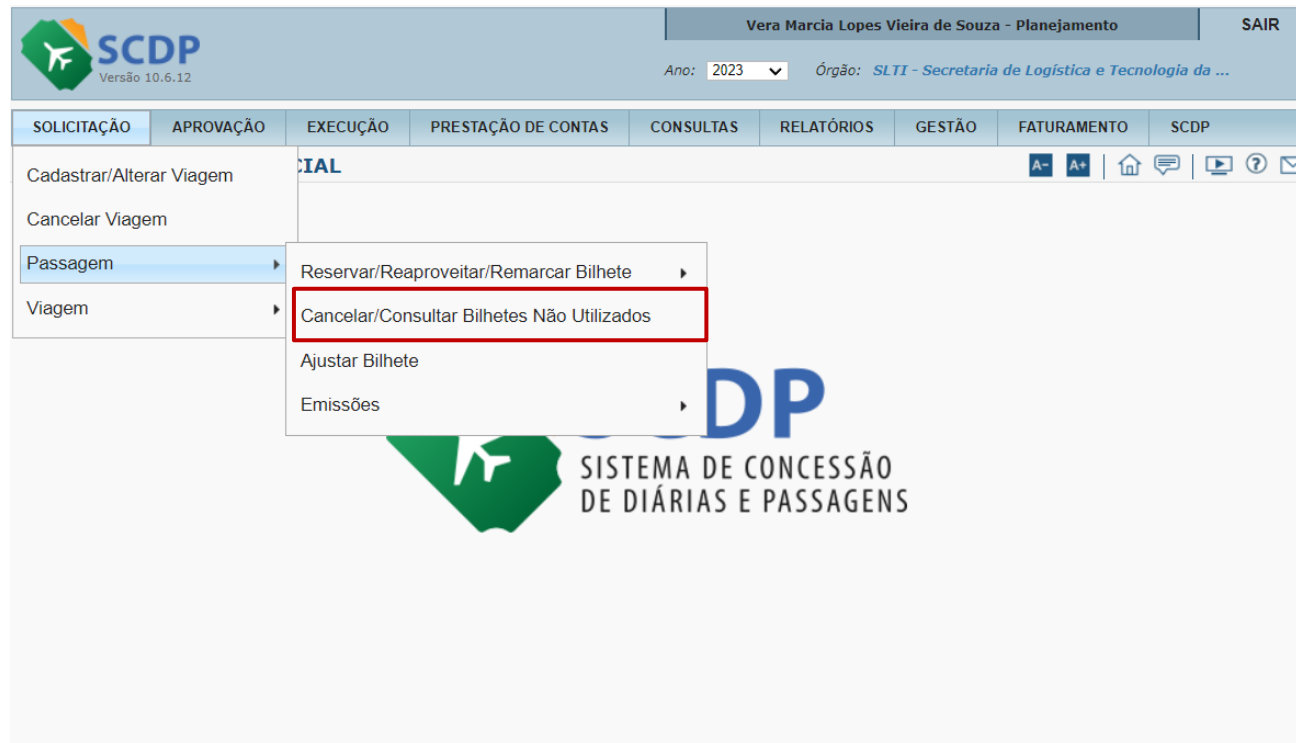 Vera Marcia Lopes Vieira de Souza - Planejamento
SAIR
SCDP
Versão 10.6.12
Ano: 2023 Órgão: SLTI - Secretaria de Logística e Tecnologia da ...
SOLICITAÇÃO APROVAÇÃO EXECUÇÃO PRESTAÇÃO DE CONTAS CONSULTAS RELATÓRIOS GESTÃO FATURAMENTO SCDP
CIAL
A- A+ ?
Cadastrar/Alterar Viagem
Cancelar Viagem
Passagem
Viagem
Reservar/Reaproveitar/Remarcar Bilhete
Cancelar/Consultar Bilhetes Não Utilizados
Ajustar Bilhete
Emissões
SCDP
SISTEMA DE CONCESSÃO
DE DIÁRIAS E PASSAGENS